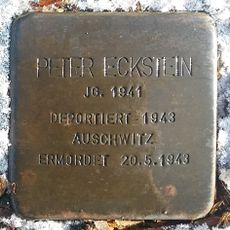 PETER ECKSTEIN
JG. 1941
DEPORTIERT 1943
AUSCHWITZ
ERMORDET 20.5.1943